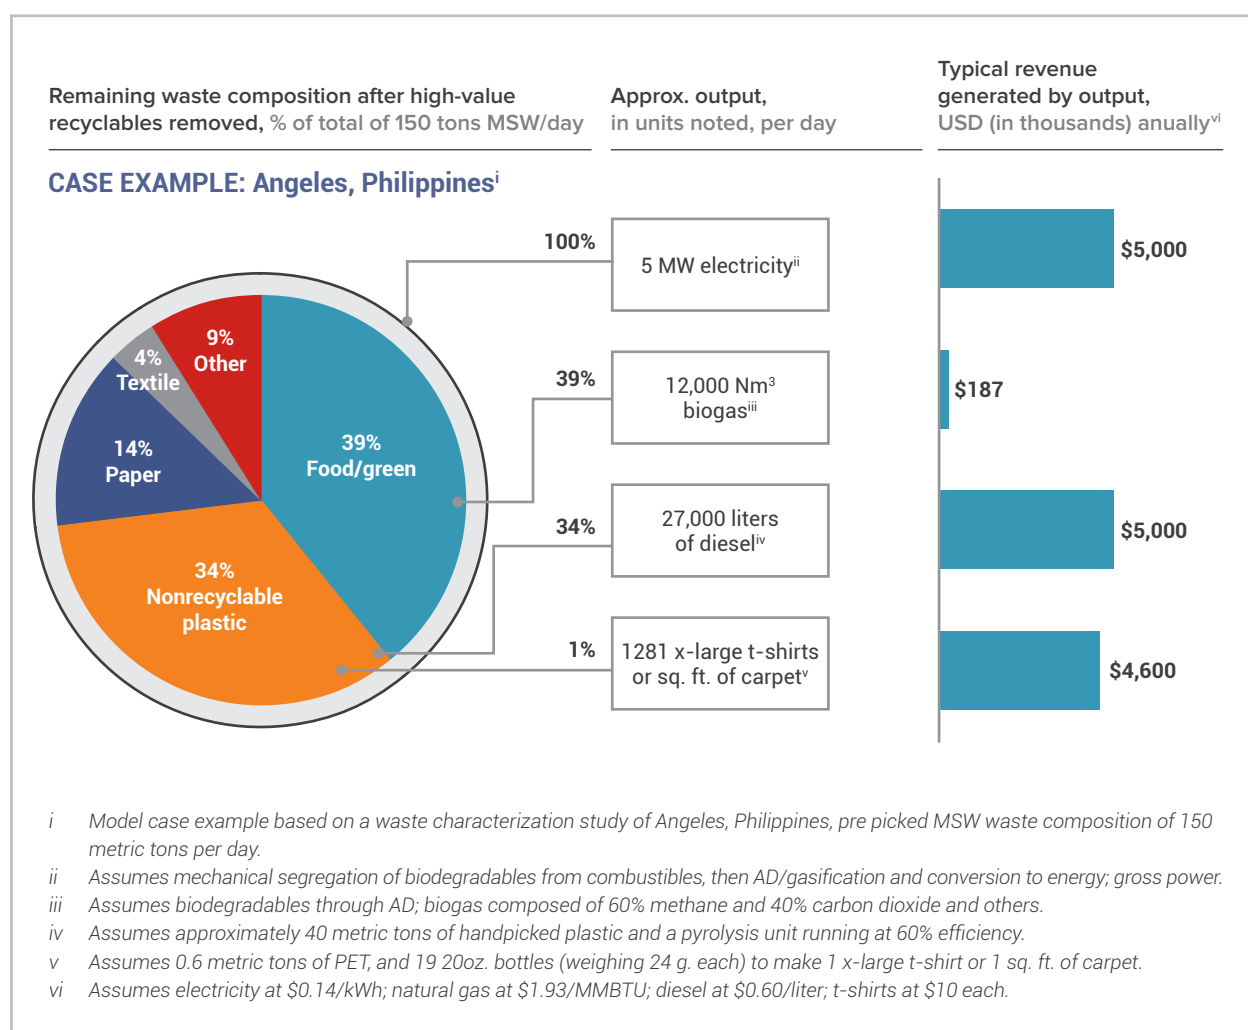 Remaining waste composition after high-value
recyclables removed, % of total of 150 tons MSW/day
Approx. output,
in units noted, per day
Typical revenue
generated by output,
USD (in thousands) anuallyvi
CASE EXAMPLE: Angeles, Philippinesi
9%
Other
4%
Textile
14%
Paper
39%
Food/green
34%
Nonrecyclable
plastic
100%
5 MW electricityii
$5,000
39%
12,000 Nm3
biogasiii
$187
34%
27,000 liters
of dieseliv
$5,000
1%
1281 x-large t-shirts
or sq. ft. of carpetv
$4,600
i Model case example based on a waste characterization study of Angeles, Philippines, pre picked MSW waste composition of 150
metric tons per day.
ii Assumes mechanical segregation of biodegradables from combustibles, then AD/gasification and conversion to energy; gross power.
iii Assumes biodegradables through AD; biogas composed of 60% methane and 40% carbon dioxide and others.
iv Assumes approximately 40 metric tons of handpicked plastic and a pyrolysis unit running at 60% efficiency.
v Assumes 0.6 metric tons of PET, and 19 20oz. bottles (weighing 24 g. each) to make 1 x-large t-shirt or 1 sq. ft. of carpet.
vi Assumes electricity at $0.14/kWh; natural gas at $1.93/MMBTU; diesel at $0.60/liter; t-shirts at $10 each.